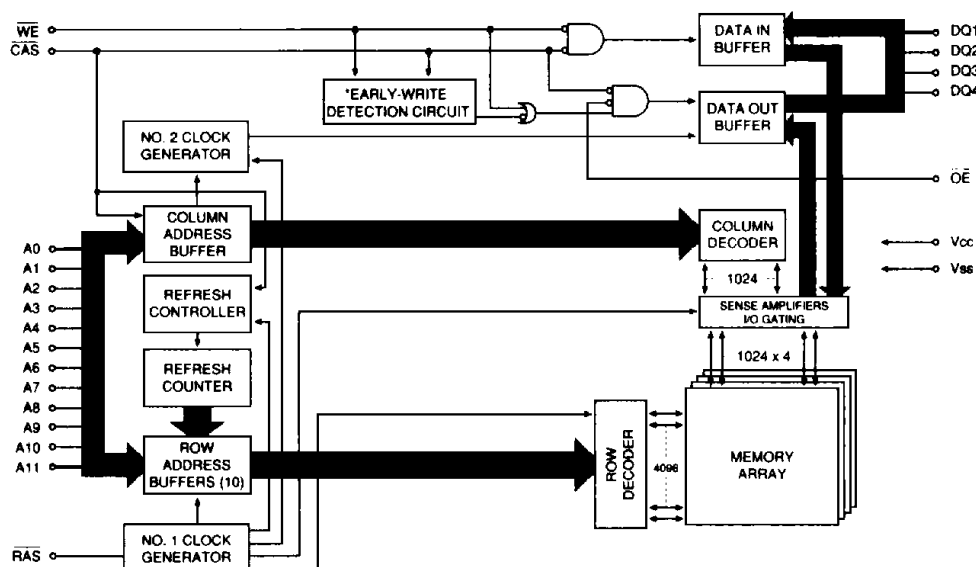 WE
CAS
*EARLY-WRITE
DETECTION CIRCUIT
DATA IN
BUFFER
DATA OUT
BUFFER
DQ1
DQ2
DQ3
DQ4
OE
Vcc
Vss
NO. 2 CLOCK
GENERATOR
COLUMN
ADDRESS
BUFFER
COLUMN
DECODER
1024
SENSE AMPLIFIERS
I/O GATING
1024 x 4
A0
A1
A2
A3
A4
A5
A6
A7
A8
A9
A10
A11
REFRESH
CONTROLLER
REFRESH
COUNTER
ROW
ADDRESS
BUFFERS (10)
ROW
DECODER
4096
MEMORY
ARRAY
RAS
NO. 1 CLOCK
GENERATOR